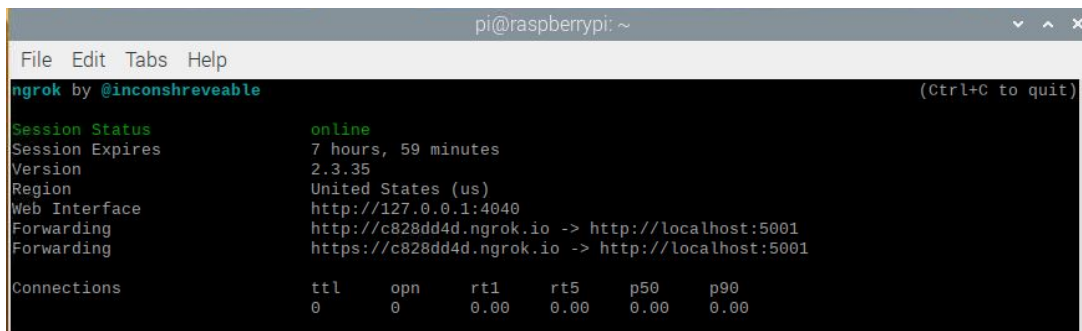 pi@raspberrypi: ~
File Edit Tabs Help
ngrok by @inconshreveable (Ctrl+C to quit)
Session Status online
Session Expires 7 hours, 59 minutes
Version 2.3.35
Region United States (us)
Web Interface http://127.0.0.1:4040
Forwarding http://c828dd4d.ngrok.io -> http://localhost:5001
Forwarding https://c828dd4d.ngrok.io -> http://localhost:5001
Connections ttl opn rt1 rt5 p50 p90
0 0 0.00 0.00 0.00 0.00